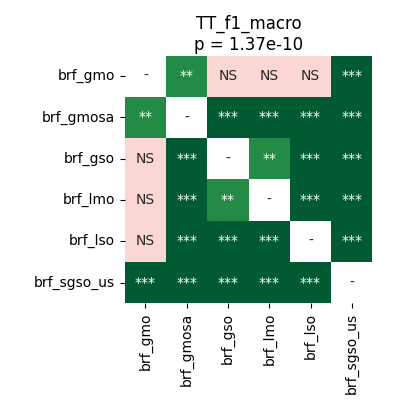 TT_f1_macro
p = 1.37e-10
brf_gmo - ** NS NS NS ***
brf_gmosa ** - *** *** *** ***
brf_gso NS *** - ** *** ***
brf_lmo NS *** ** - *** ***
brf_lso NS *** *** *** - ***
brf_sgso_us *** *** *** *** *** -
brf_gmo brf_gmosa brf_gso brf_lmo brf_lso brf_sgso_us